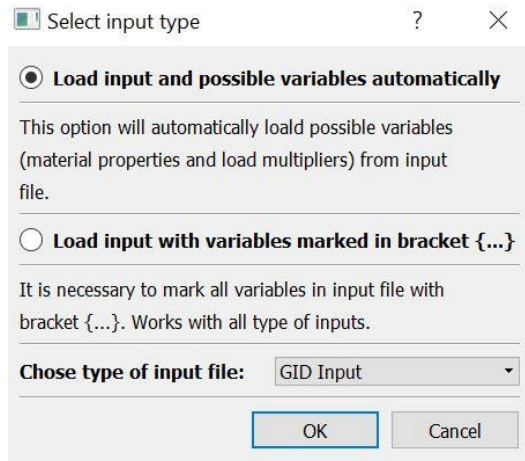 Select input type
Load input and possible variables automatically
This option will automatically loald possible variables
(material properties and load multipliers) from input
file.
Load input with variables marked in bracket {...}
It is necessary to mark all variables in input file with
bracket {...}. Works with all type of inputs.
Chose type of input file: GID Input
OK Cancel